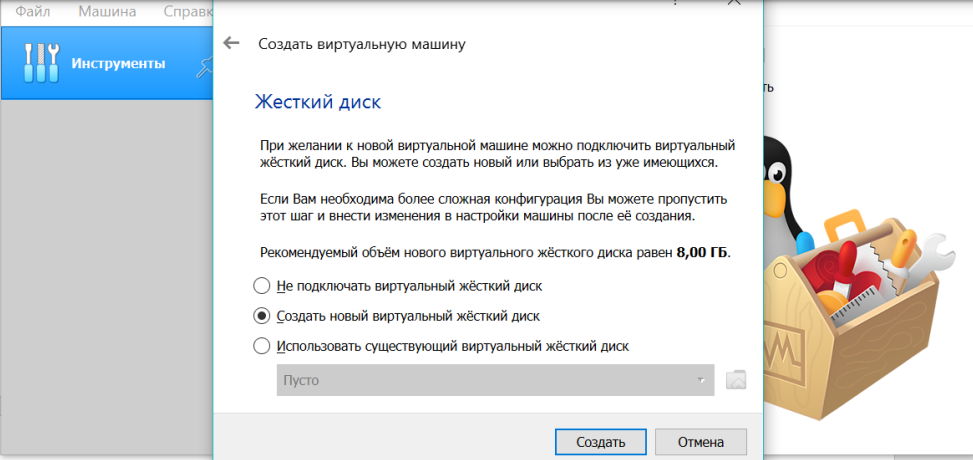 Файл Машина Справк
Инструменты
Создать виртуальную машину
Жесткий диск
При желании к новой виртуальной машине можно подключить виртуальный
жёсткий диск. Вы можете создать новый или выбрать из уже имеющихся.
Если Вам необходима более сложная конфигурация Вы можете пропустить
этот шаг и внести изменения в настройки машины после её создания.
Рекомендуемый объём нового виртуального жёсткого диска равен 8,00 ГБ.
Не подключать виртуальный жёсткий диск
Создать новый виртуальный жёсткий диск
Использовать существующий виртуальный жёсткий диск
Пусто
Создать Отмена
ть